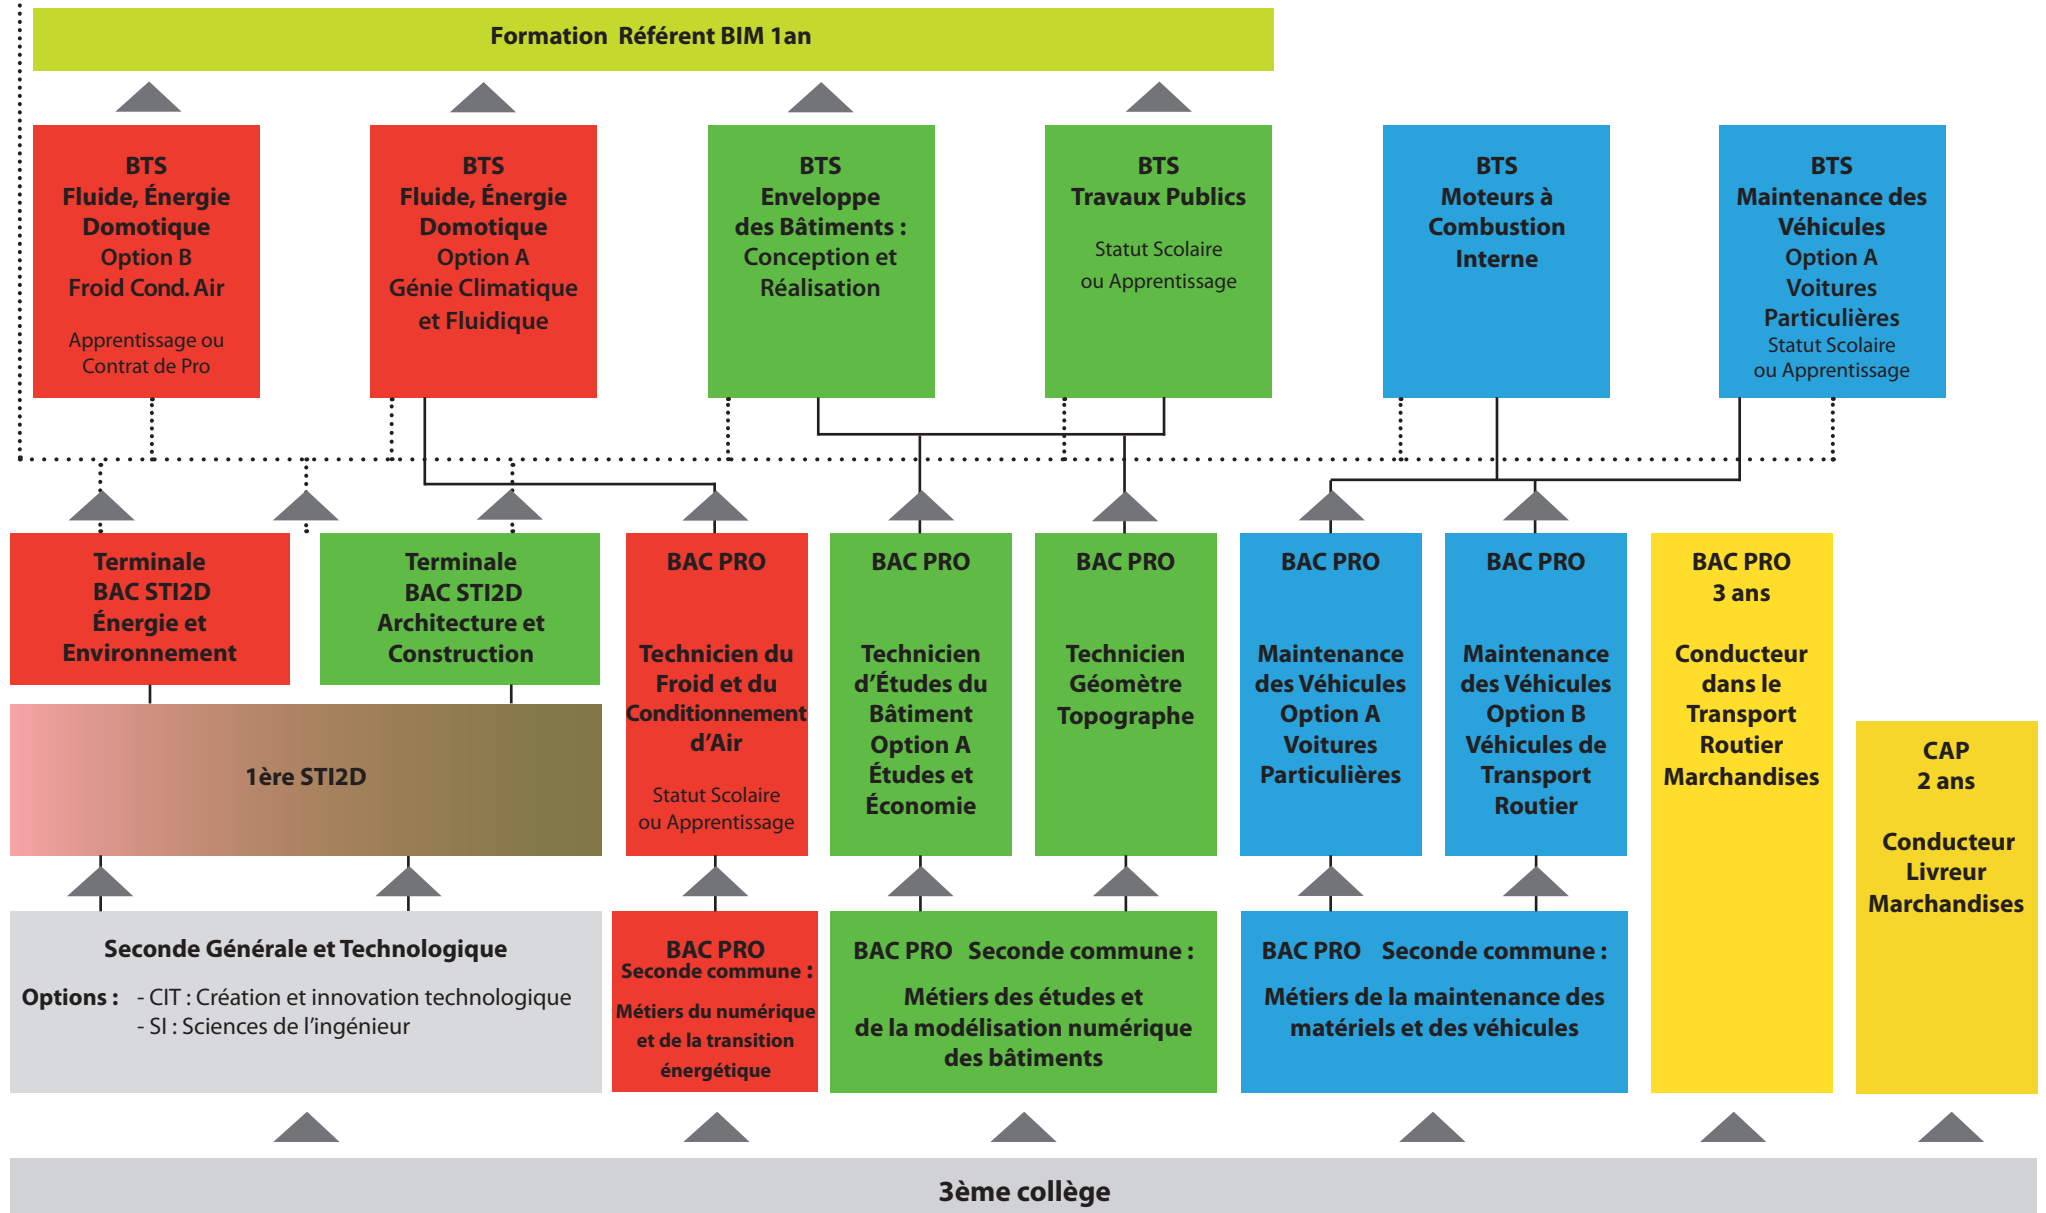 Formation Référent BIM 1an
BTS
Fluide, Énergie
Domotique
Option B
Froid Cond. Air
Apprentissage ou
Contrat de Pro
BTS
Fluide, Énergie
Domotique
Option A
Génie Climatique
et Fluidique
BTS
Enveloppe
des Bâtiments :
Conception et
Réalisation
BTS
Travaux Publics
Statut Scolaire
ou Apprentissage
BTS
Moteurs à
Combustion
Interne
BTS
Maintenance des
Véhicules
Option A
Voitures
Particulières
Statut Scolaire
ou Apprentissage
Terminale
BAC STI2D
Énergie et
Environnement
Terminale
BAC STI2D
Architecture et
Construction
BAC PRO
Technicien du
Froid et du
Conditionnement
d'Air
Statut Scolaire
ou Apprentissage
BAC PRO
Technicien
d'Études du
Bâtiment
Option A
Études et
Économie
BAC PRO
Technicien
Géomètre
Topographe
BAC PRO
Maintenance
des Véhicules
Option A
Voitures
Particulières
BAC PRO
Maintenance
des Véhicules
Option B
Véhicules de
Transport
Routier
BAC PRO
3 ans
Conducteur
dans le
Transport
Routier
Marchandises
CAP
2 ans
Conducteur
Livreur
Marchandises
1ère STI2D
Seconde Générale et Technologique
Options : - CIT : Création et innovation technologique
- SI : Sciences de l'ingénieur
BAC PRO
Seconde commune :
Métiers du numérique
et de la transition
énergétique
BAC PRO Seconde commune :
Métiers des études et
de la modélisation numérique
des bâtiments
BAC PRO Seconde commune :
Métiers de la maintenance des
matériels et des véhicules
3ème collège